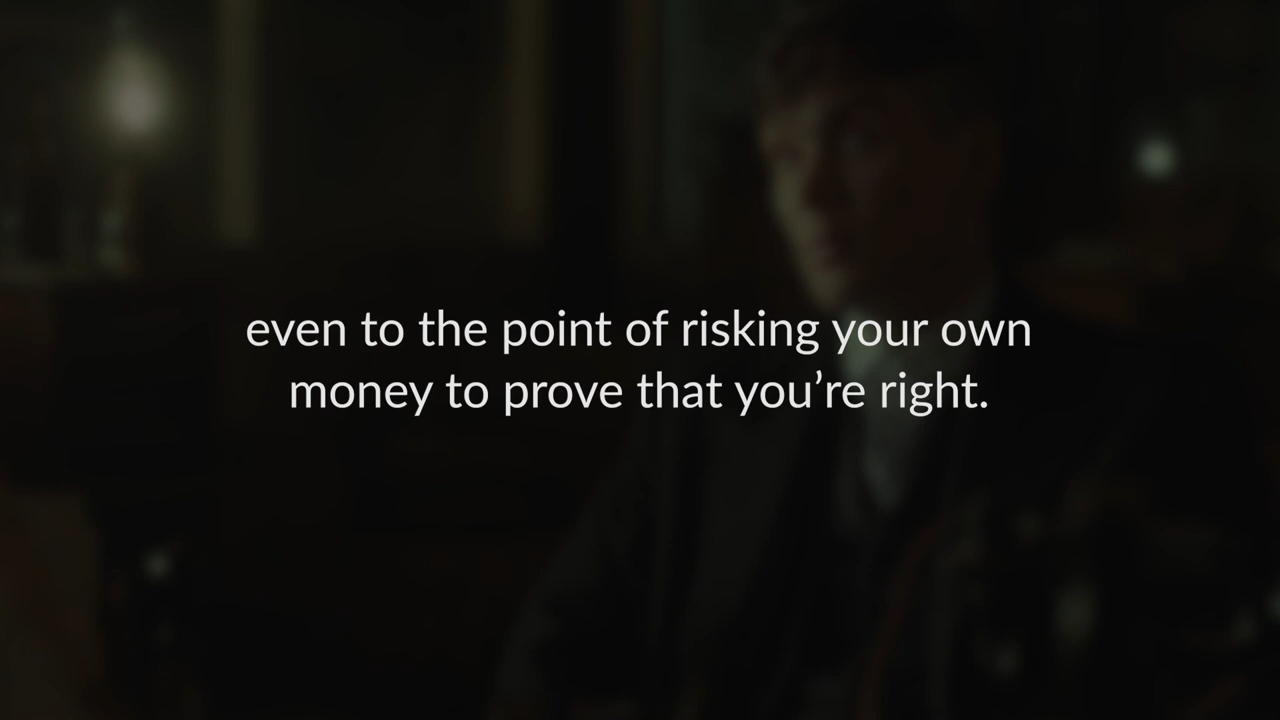 even to the point of risking your own
money to prove that you’re right.